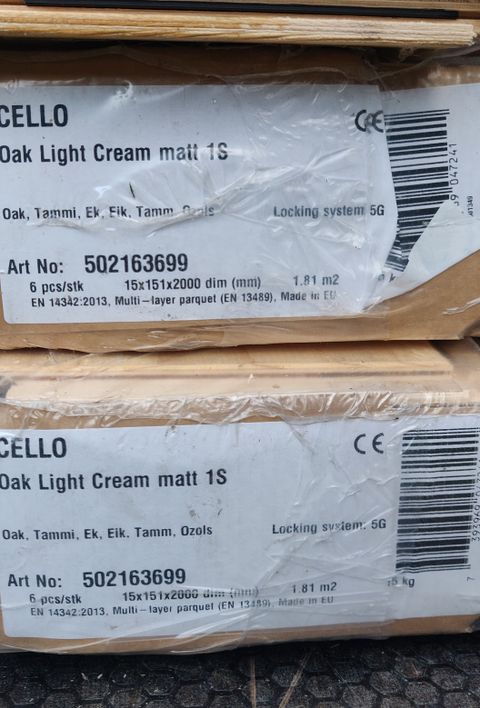 CELLO
CE
Oak Light Cream matt 1S
Oak, Tammi, Ek, Eik, Tamm, Ozols
Locking system 5G
Art No: 502163699
6 pcs/stk 15x151x2000 dim (mm) 1.81 m2
EN 14342:2013, Multi-layer parquet (EN 13489), Made in EU
CELLO
CE
Oak Light Cream matt 1S
Oak, Tammi, Ek, Eik, Tamm, Ozols
Locking system: 5G
Art No: 502163699
6 pcs/stk 15x151x2000 dim (mm) 1.81 m2 15 kg
EN 14342:2013, Multi-layer parquet (EN 13489), Made in EU